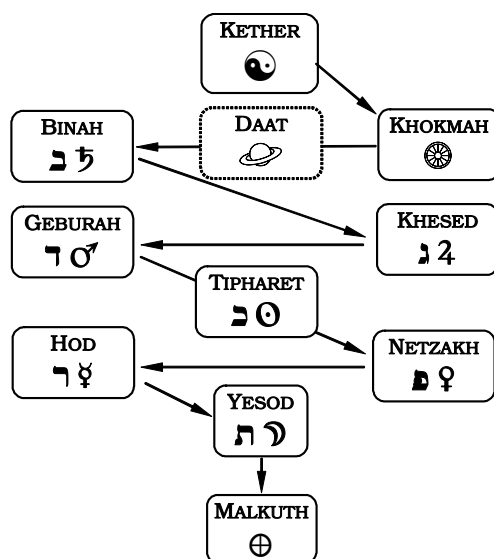 KETHER
☯
DAAT
BINAH
ב ♄
KHOKMAH
GEBURAH
ד ♂
KHESED
ג ♃
TIPHARET
כ ☉
HOD
ר ☿
NETZAKH
פ ♀
YESOD
ת ☽
MALKUTH
⊕